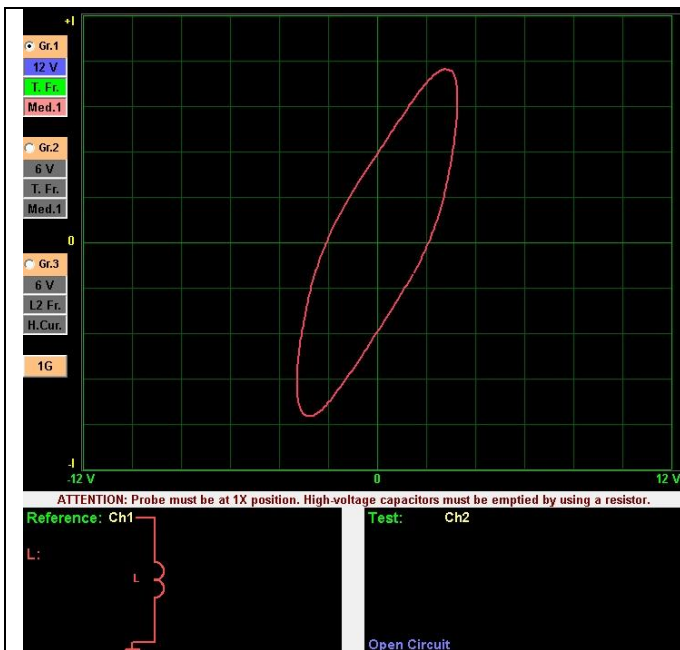 +I
Gr.1
12 V
T. Fr.
Med.1
Gr.2
6 V
T. Fr.
Med.1
0
Gr.3
6 V
L2 Fr.
H.Cur.
1G
-I
-12 V 0 12 V
ATTENTION: Probe must be at 1X position. High-voltage capacitors must be emptied by using a resistor.
Reference: Ch1
L:
L
Test: Ch2
Open Circuit